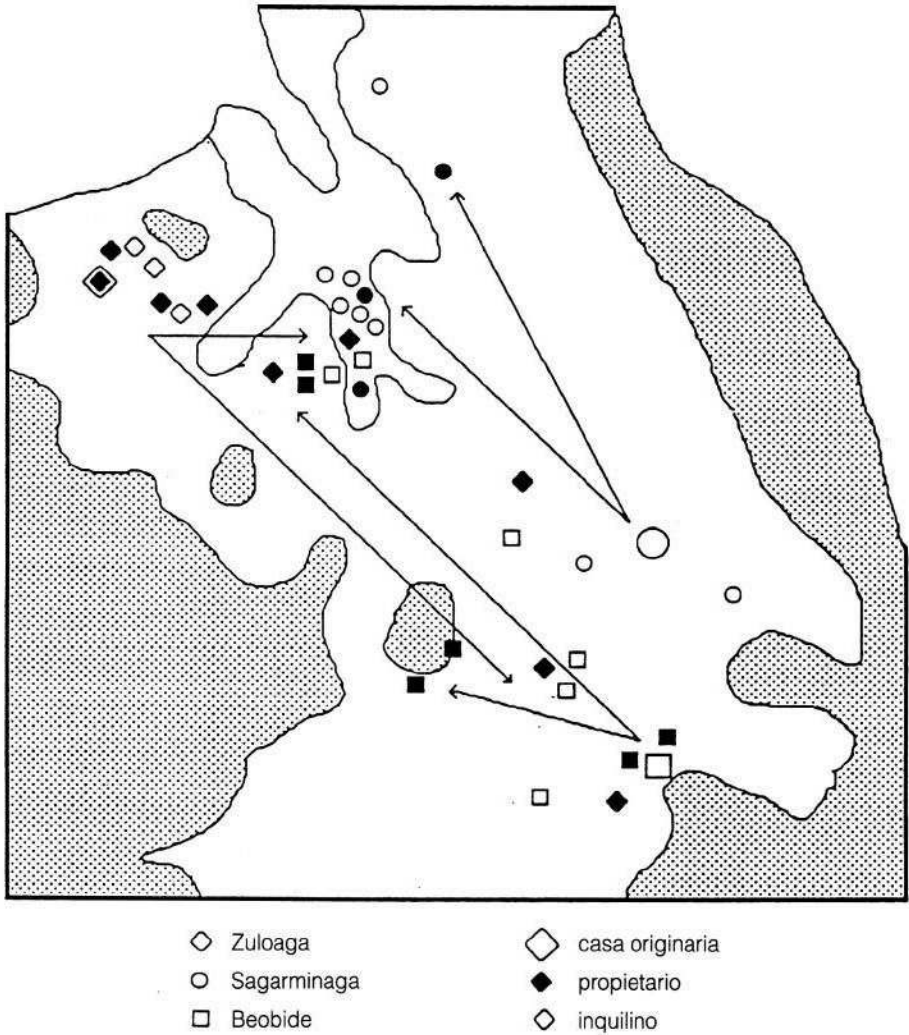 Zuloaga
Sagarminaga
Beobide
casa originaria
propietario
inquilino